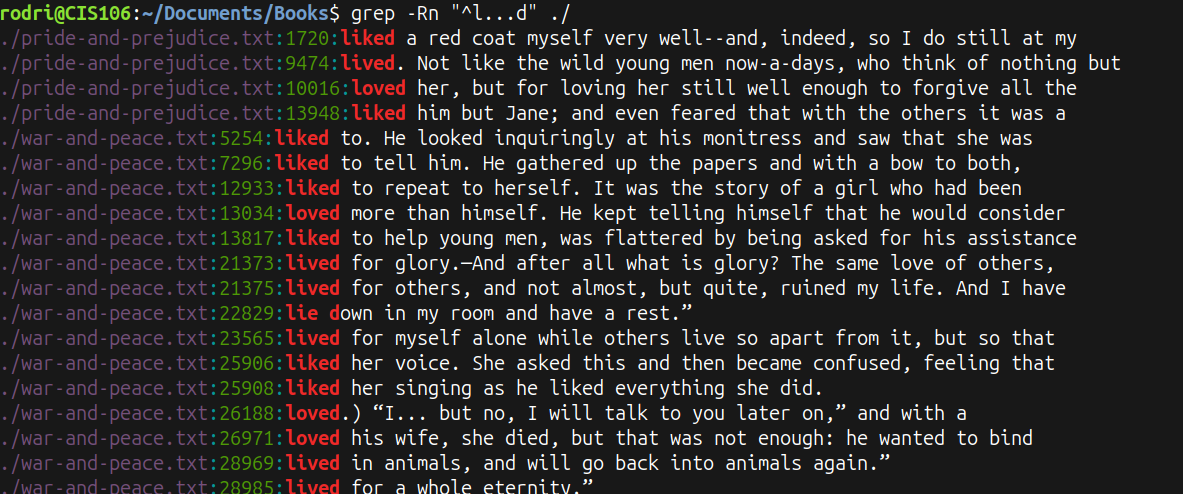 rodri@CIS106:~/Documents/Books$ grep -Rn "^l...d" ./
./pride-and-prejudice.txt:1720:liked a red coat myself very well--and, indeed, so I do still at my
./pride-and-prejudice.txt:9474:lived. Not like the wild young men now-a-days, who think of nothing but
./pride-and-prejudice.txt:10016:loved her, but for loving her still well enough to forgive all the
./pride-and-prejudice.txt:13948:liked him but Jane; and even feared that with the others it was a
./war-and-peace.txt:5254:liked to. He looked inquiringly at his monitress and saw that she was
./war-and-peace.txt:7296:liked to tell him. He gathered up the papers and with a bow to both,
./war-and-peace.txt:12933:liked to repeat to herself. It was the story of a girl who had been
./war-and-peace.txt:13034:loved more than himself. He kept telling himself that he would consider
./war-and-peace.txt:13817:liked to help young men, was flattered by being asked for his assistance
./war-and-peace.txt:21373:lived for glory.—And after all what is glory? The same love of others,
./war-and-peace.txt:21375:lived for others, and not almost, but quite, ruined my life. And I have
./war-and-peace.txt:22829:lie down in my room and have a rest.”
./war-and-peace.txt:23565:lived for myself alone while others live so apart from it, but so that
./war-and-peace.txt:25906:liked her voice. She asked this and then became confused, feeling that
./war-and-peace.txt:25908:liked her singing as he liked everything she did.
./war-and-peace.txt:26188:loved.) “I... but no, I will talk to you later on,” and with a
./war-and-peace.txt:26971:loved his wife, she died, but that was not enough: he wanted to bind
./war-and-peace.txt:28969:lived in animals, and will go back into animals again.”
./war-and-peace.txt:28985:lived for a whole eternity.”